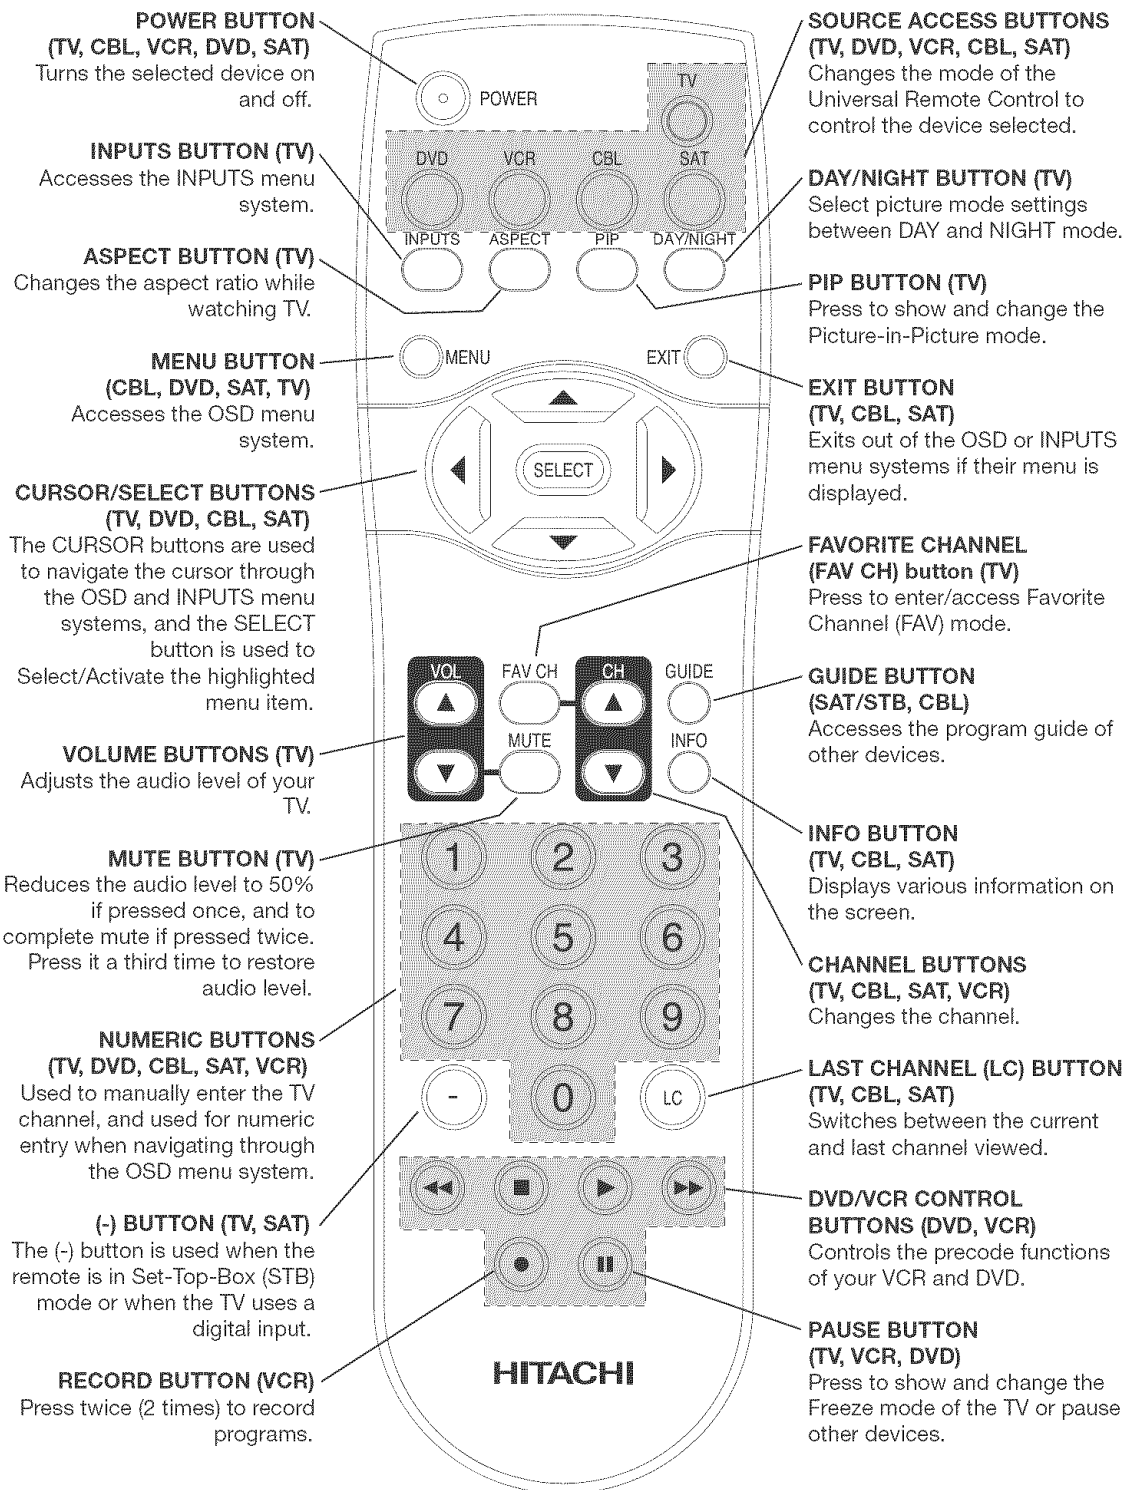 POWER BUTTON
(TV, CBL, VCR, DVD, SAT)
Turns the selected device on
and off.
INPUTS BUTTON (TV)
Accesses the INPUTS menu
system.
ASPECT BUTTON (TV)
Changes the aspect ratio while
watching TV.
MENU BUTTON
(CBL, DVD, SAT, TV)
Accesses the OSD menu
system.
CURSOR/SELECT BUTTONS
(TV, DVD, CBL, SAT)
The CURSOR buttons are used
to navigate the cursor through
the OSD and INPUTS menu
systems, and the SELECT
button is used to
Select/Activate the highlighted
menu item.
VOLUME BUTTONS (TV)
Adjusts the audio level of your
TV.
MUTE BUTTON (TV)
Reduces the audio level to 50%
if pressed once, and to
complete mute if pressed twice.
Press it a third time to restore
audio level.
NUMERIC BUTTONS
(TV, DVD, CBL, SAT, VCR)
Used to manually enter the TV
channel, and used for numeric
entry when navigating through
the OSD menu system.
(-) BUTTON (TV, SAT)
The (-) button is used when the
remote is in Set-Top-Box (STB)
mode or when the TV uses a
digital input.
RECORD BUTTON (VCR)
Press twice (2 times) to record
programs.
POWER
TV
DVD VCR CBL SAT
INPUTS ASPECT PIP DAY/NIGHT
MENU EXIT
SELECT
VOL FAV CH CH GUIDE
MUTE INFO
1 2 3
4 5 6
7 8 9
- 0 LC
HITACHI
SOURCE ACCESS BUTTONS
(TV, DVD, VCR, CBL, SAT)
Changes the mode of the
Universal Remote Control to
control the device selected.
DAY/NIGHT BUTTON (TV)
Select picture mode settings
between DAY and NIGHT mode.
PIP BUTTON (TV)
Press to show and change the
Picture-in-Picture mode.
EXIT BUTTON
(TV, CBL, SAT)
Exits out of the OSD or INPUTS
menu systems if their menu is
displayed.
FAVORITE CHANNEL
(FAV CH) button (TV)
Press to enter/access Favorite
Channel (FAV) mode.
GUIDE BUTTON
(SAT/STB, CBL)
Accesses the program guide of
other devices.
INFO BUTTON
(TV, CBL, SAT)
Displays various information on
the screen.
CHANNEL BUTTONS
(TV, CBL, SAT, VCR)
Changes the channel.
LAST CHANNEL (LC) BUTTON
(TV, CBL, SAT)
Switches between the current
and last channel viewed.
DVD/VCR CONTROL
BUTTONS (DVD, VCR)
Controls the precode functions
of your VCR and DVD.
PAUSE BUTTON
(TV, VCR, DVD)
Press to show and change the
Freeze mode of the TV or pause
other devices.